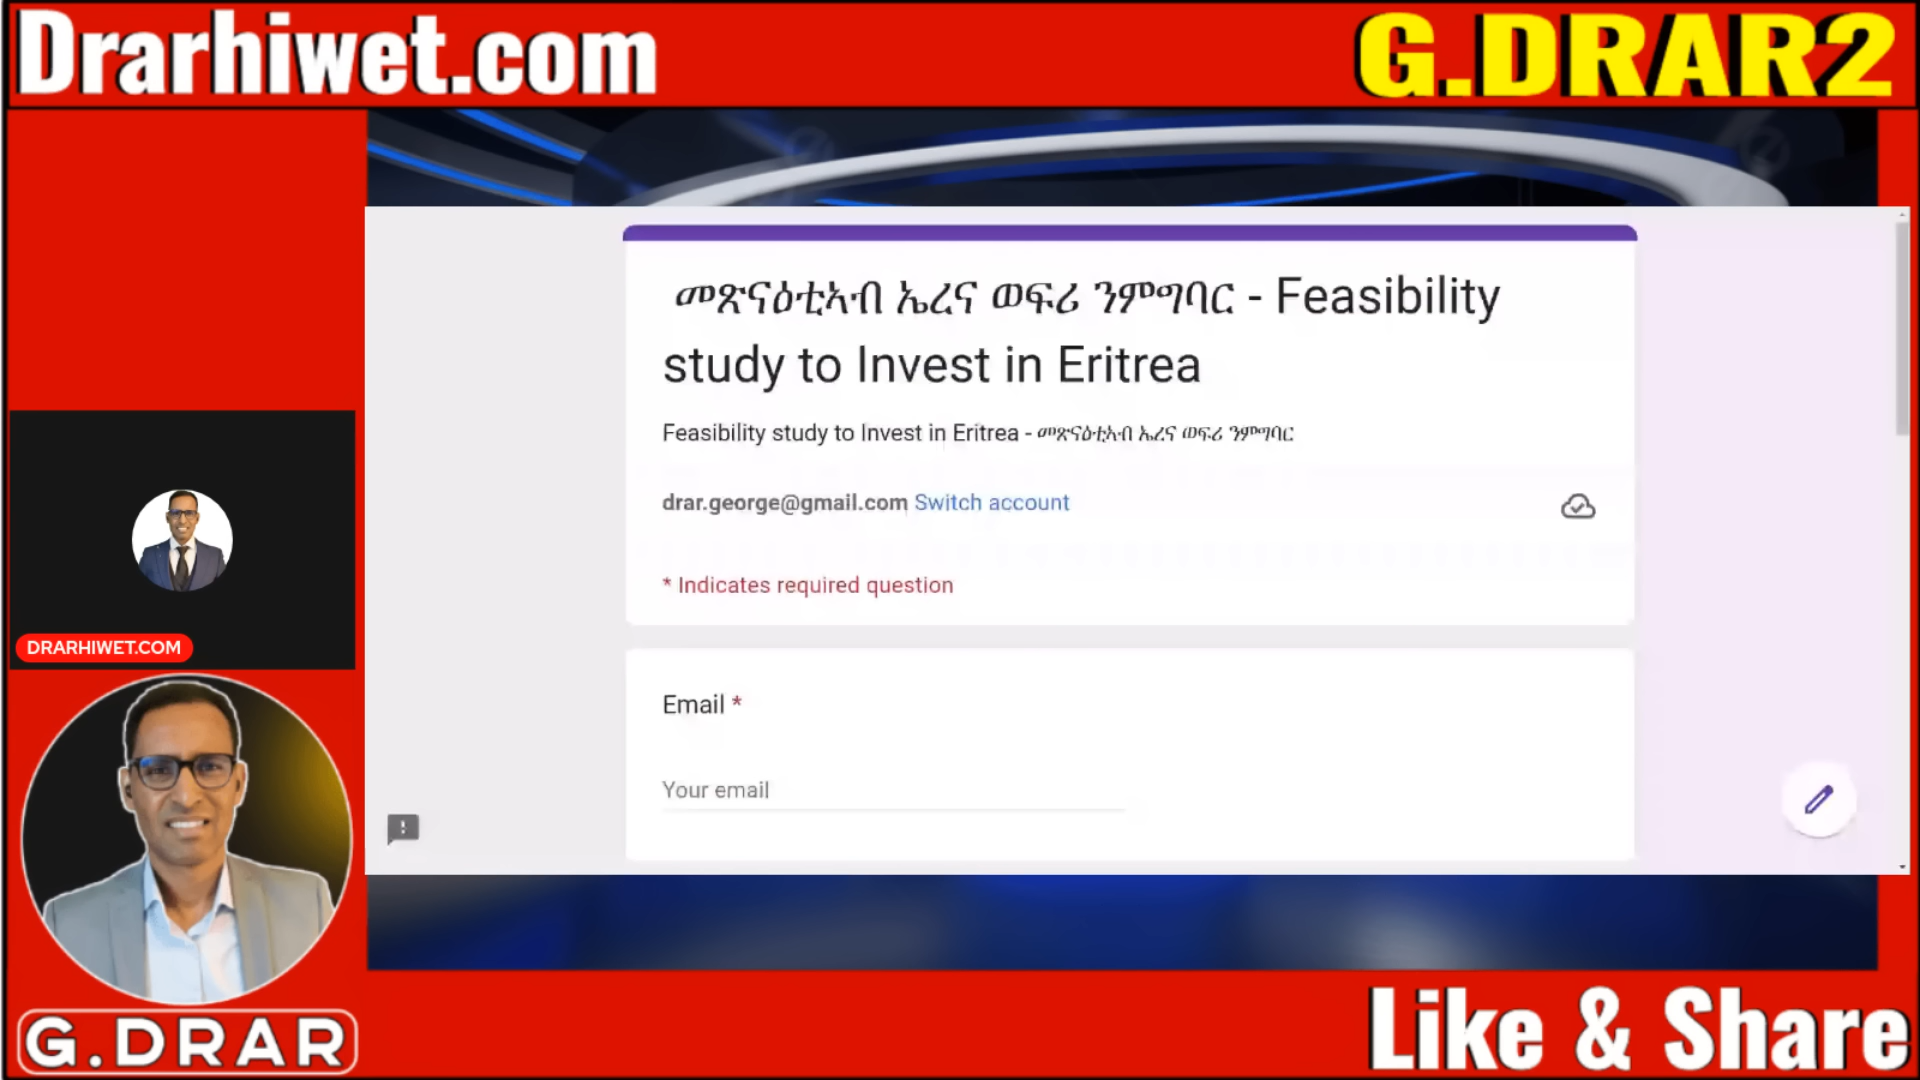 Drarhiwet.com
G.DRAR2
መጽናዕቲኣብ ኤረና ወፍሪ ንምግባር - Feasibility
study to Invest in Eritrea
Feasibility study to Invest in Eritrea - መጽናዕቲኣብ ኤረና ወፍሪ ንምግባር
drar.george@gmail.com Switch account
* Indicates required question
Email *
Your email
DRARHIWET.COM
G.DRAR
Like & Share